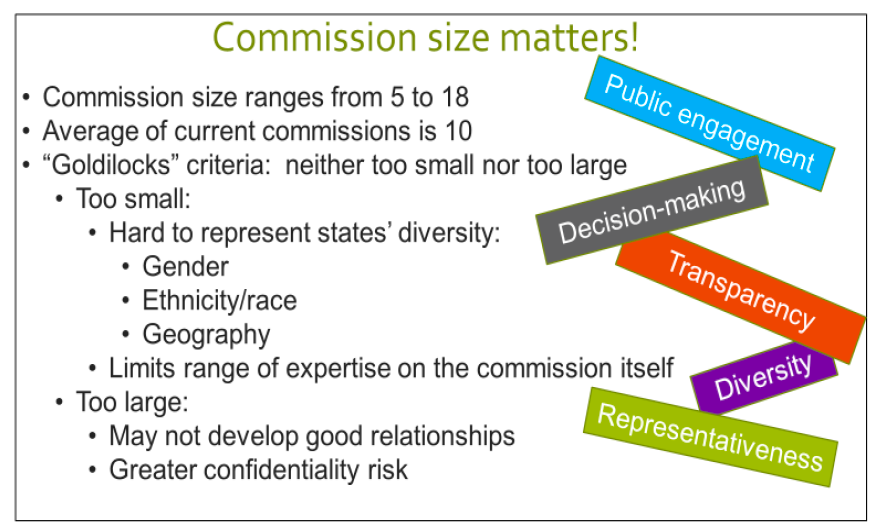 Commission size matters!
• Commission size ranges from 5 to 18
• Average of current commissions is 10
• “Goldilocks” criteria:  neither too small nor too large
• Too small:
• Hard to represent states’ diversity:
• Gender
• Ethnicity/race
• Geography
• Limits range of expertise on the commission itself
• Too large:
• May not develop good relationships
• Greater confidentiality risk
Public engagement
Decision-making
Transparency
Diversity
Representativeness